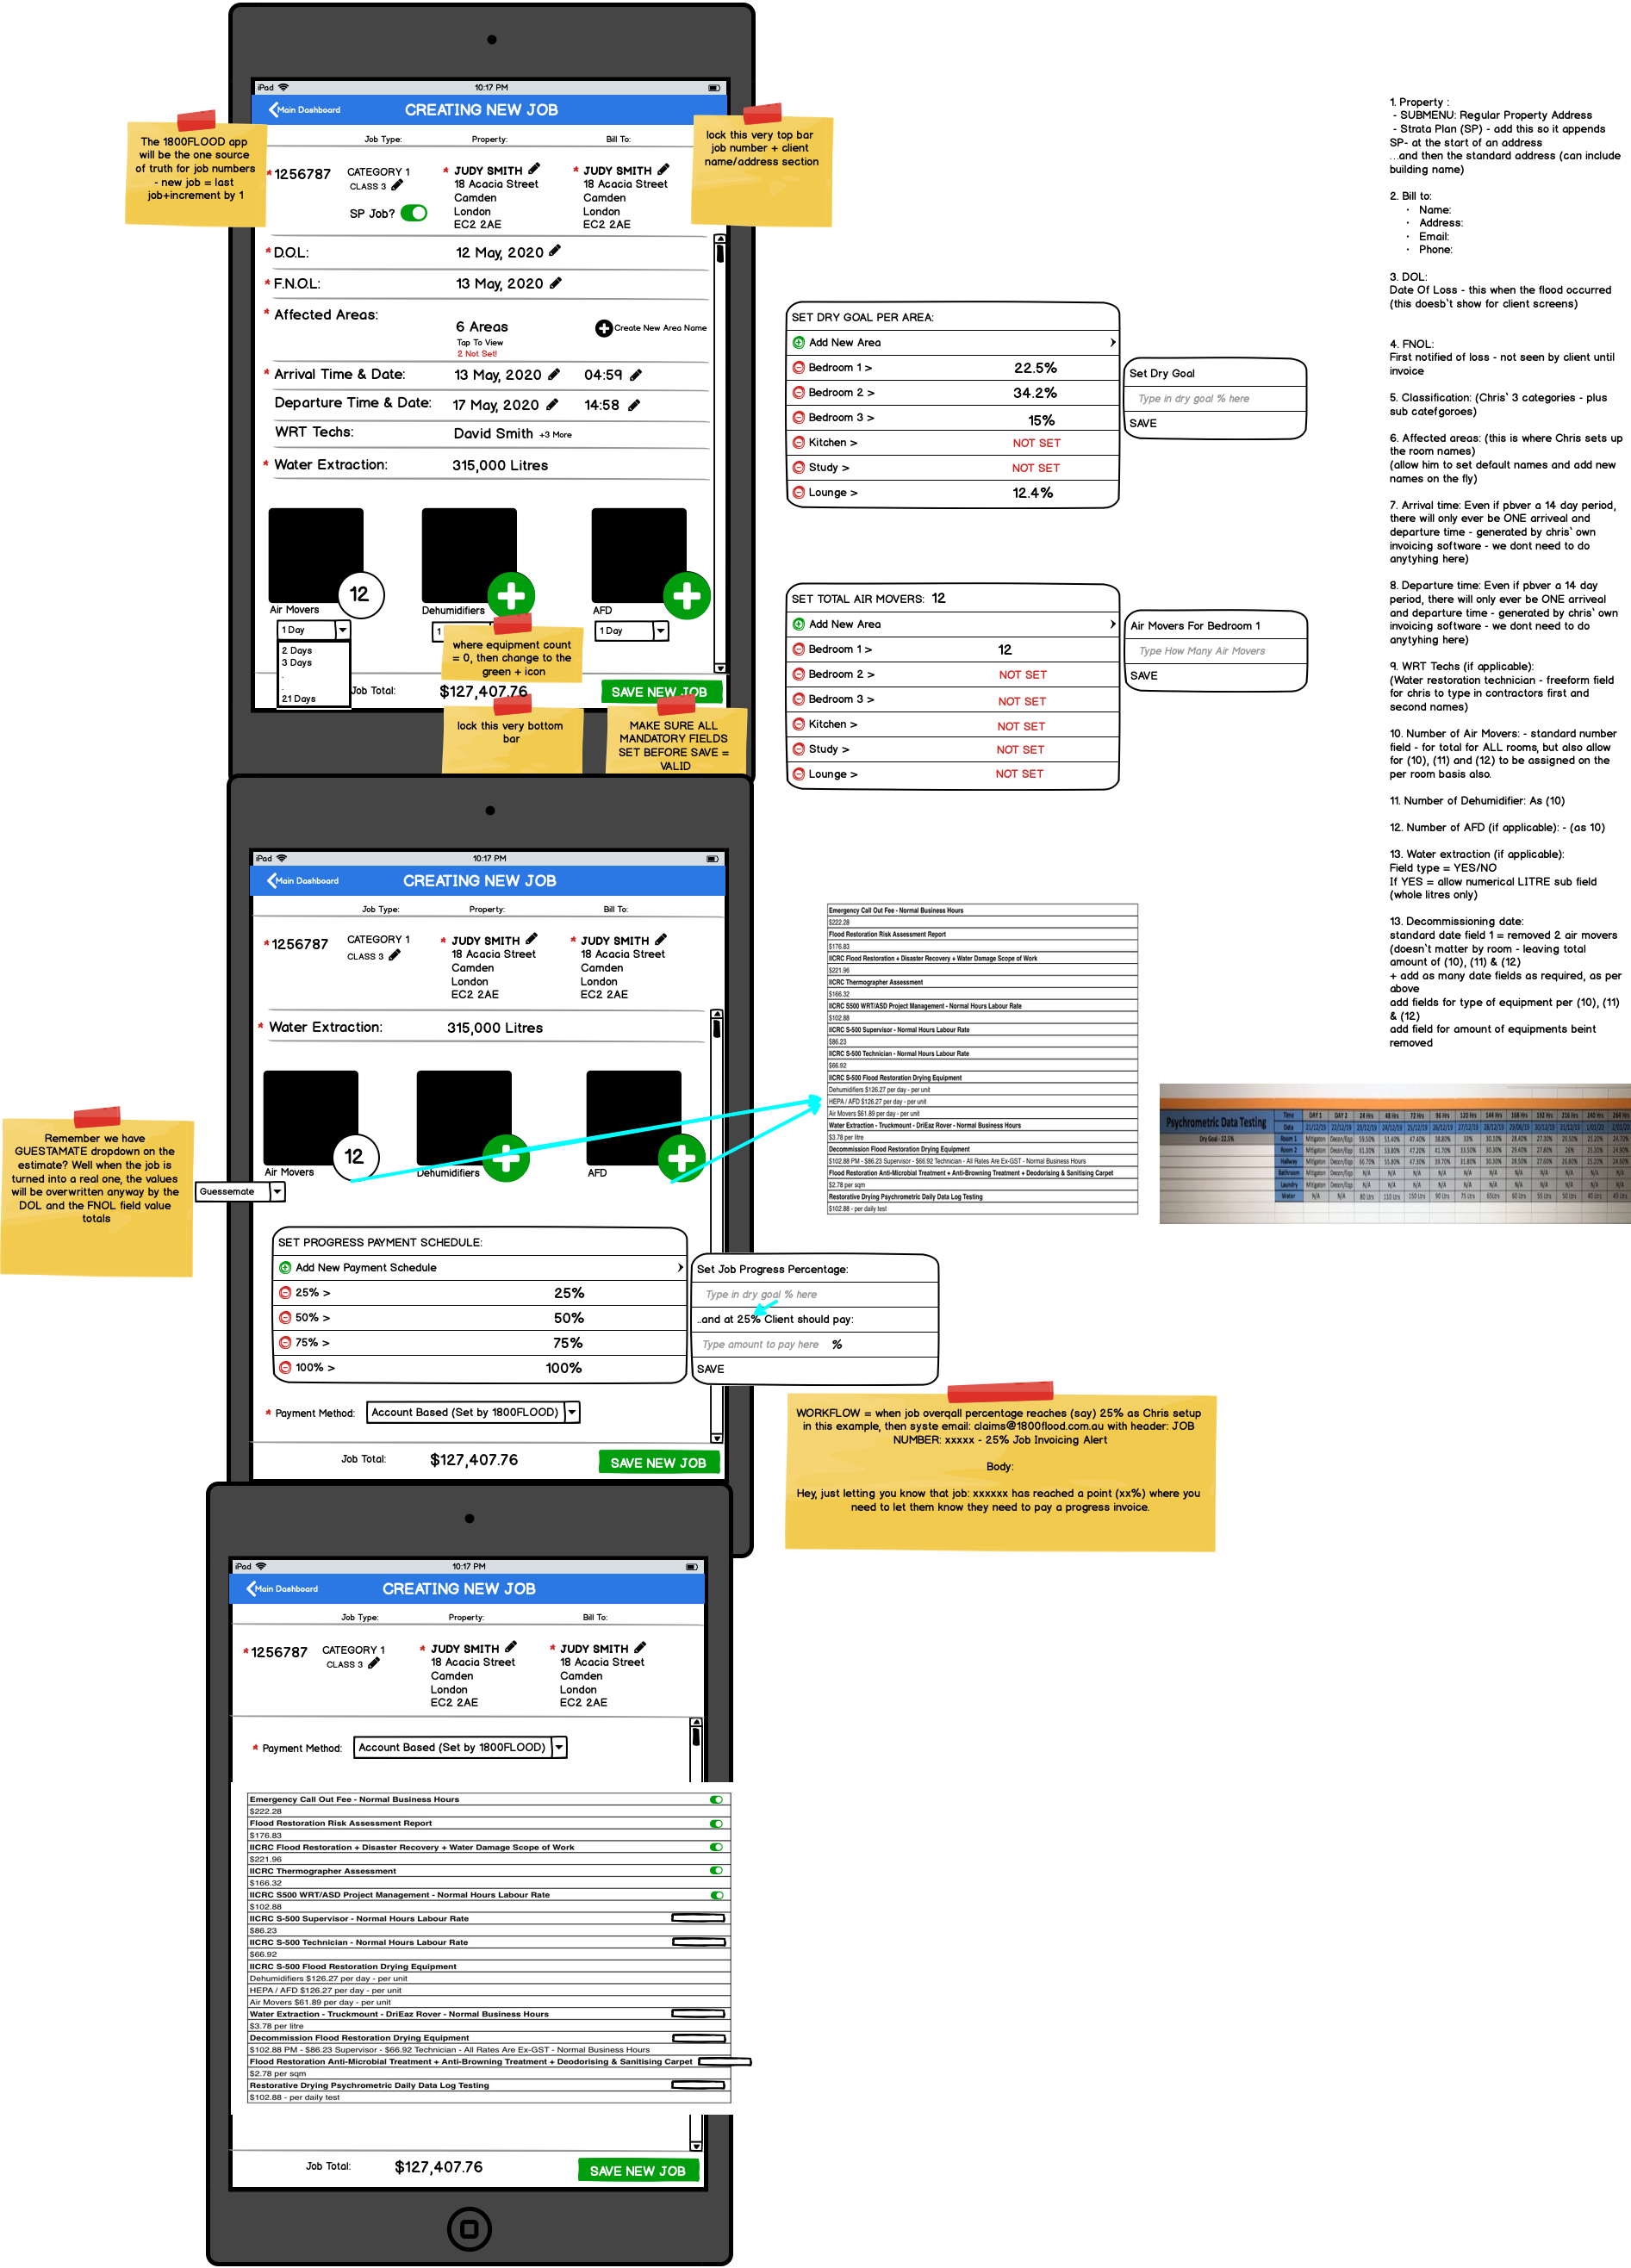 iPad
10:17 PM
Main Dashboard
CREATING NEW JOB
The 1800FLOOD app
will be the one source
of truth for job numbers
- new job = last
job+increment by 1
lock this very top bar
job number + client
name/address section
Job Type:
Property:
Bill To:
*1256787
CATEGORY 1
CLASS 3
SP Job?
* JUDY SMITH
18 Acacia Street
Camden
London
EC2 2AE
* JUDY SMITH
18 Acacia Street
Camden
London
EC2 2AE
* D.O.L:
12 May, 2020
* F.N.O.L:
13 May, 2020
* Affected Areas:
6 Areas
Tap To View
2 Not Set!
Create New Area Name
* Arrival Time & Date:
13 May, 2020
04:59
Departure Time & Date:
17 May, 2020
14:58
WRT Techs:
David Smith +3 More
* Water Extraction:
315,000 Litres
12
Air Movers
Dehumidifiers
AFD
1 Day
1
1 Day
2 Days
3 Days
.
.
21 Days
where equipment count
= 0, then change to the
green + icon
Job Total:
$127,407.76
SAVE NEW JOB
lock this very bottom
bar
MAKE SURE ALL
MANDATORY FIELDS
SET BEFORE SAVE =
VALID
SET DRY GOAL PER AREA:
Add New Area
Bedroom 1 > 22.5%
Bedroom 2 > 34.2%
Bedroom 3 > 15%
Kitchen > NOT SET
Study > NOT SET
Lounge > 12.4%
Set Dry Goal
Type in dry goal % here
SAVE
SET TOTAL AIR MOVERS: 12
Add New Area
Bedroom 1 > 12
Bedroom 2 > NOT SET
Bedroom 3 > NOT SET
Kitchen > NOT SET
Study > NOT SET
Lounge > NOT SET
Air Movers For Bedroom 1
Type How Many Air Movers
SAVE
1. Property :
- SUBMENU: Regular Property Address
- Strata Plan (SP) - add this so it appends
SP- at the start of an address
...and then the standard address (can include
building name)
2. Bill to:
· Name:
· Address:
· Email:
· Phone:
3. DOL:
Date Of Loss - this when the flood occurred
(this doesb`t show for client screens)
4. FNOL:
First notified of loss - not seen by client until
invoice
5. Classification: (Chris` 3 categories - plus
sub catefgoroes)
6. Affected areas: (this is where Chris sets up
the room names)
(allow him to set default names and add new
names on the fly)
7. Arrival time: Even if pbver a 14 day period,
there will only ever be ONE arriveal and
departure time - generated by chris` own
invoicing software - we dont need to do
anytyhing here)
8. Departure time: Even if pbver a 14 day
period, there will only ever be ONE arriveal
and departure time - generated by chris` own
invoicing software - we dont need to do
anytyhing here)
9. WRT Techs (if applicable):
(Water restoration technician - freeform field
for chris to type in contractors first and
second names)
10. Number of Air Movers: - standard number
field - for total for ALL rooms, but also allow
for (10), (11) and (12) to be assigned on the
per room basis also.
11. Number of Dehumidifier: As (10)
12. Number of AFD (if applicable): - (as 10)
13. Water extraction (if applicable):
Field type = YES/NO
If YES = allow numerical LITRE sub field
(whole litres only)
13. Decommissioning date:
standard date field 1 = removed 2 air movers
(doesn`t matter by room - leaving total
amount of (10), (11) & (12)
+ add as many date fields as required, as per
above
add fields for type of equipment per (10), (11)
& (12)
add field for amount of equipments beint
removed
iPad
10:17 PM
Main Dashboard
CREATING NEW JOB
Job Type:
Property:
Bill To:
*1256787
CATEGORY 1
CLASS 3
* JUDY SMITH
18 Acacia Street
Camden
London
EC2 2AE
* JUDY SMITH
18 Acacia Street
Camden
London
EC2 2AE
* Water Extraction:
315,000 Litres
12
Air Movers
Dehumidifiers
AFD
Remember we have
GUESTAMATE dropdown on the
estimate? Well when the job is
turned into a real one, the values
will be overwritten anyway by the
DOL and the FNOL field value
totals
Guessemate
SET PROGRESS PAYMENT SCHEDULE:
Add New Payment Schedule
25% > 25%
50% > 50%
75% > 75%
100% > 100%
Set Job Progress Percentage:
Type in dry goal % here
..and at 25% Client should pay:
Type amount to pay here %
SAVE
* Payment Method:
Account Based (Set by 1800FLOOD)
Job Total:
$127,407.76
SAVE NEW JOB
WORKFLOW = when job overqall percentage reaches (say) 25% as Chris setup
in this example, then syste email: claims@1800flood.com.au with header: JOB
NUMBER: xxxxx - 25% Job Invoicing Alert
Body:
Hey, just letting you know that job: xxxxxx has reached a point (xx%) where you
need to let them know they need to pay a progress invoice.
Emergency Call Out Fee - Normal Business Hours
$222.28
Flood Restoration Risk Assessment Report
$176.83
IICRC Flood Restoration + Disaster Recovery + Water Damage Scope of Work
$221.96
IICRC Thermographer Assessment
$166.32
IICRC S500 WRT/ASD Project Management - Normal Hours Labour Rate
$102.88
IICRC S-500 Supervisor - Normal Hours Labour Rate
$86.23
IICRC S-500 Technician - Normal Hours Labour Rate
$66.92
IICRC S-500 Flood Restoration Drying Equipment
Dehumidifiers $126.27 per day - per unit
HEPA / AFD $126.27 per day - per unit
Air Movers $61.89 per day - per unit
Water Extraction - Truckmount - DriEaz Rover - Normal Business Hours
$3.78 per litre
Decommission Flood Restoration Drying Equipment
$102.88 PM - $86.23 Supervisor - $66.92 Technician - All Rates Are Ex-GST - Normal Business Hours
Flood Restoration Anti-Microbial Treatment + Anti-Browning Treatment + Deodorising & Sanitising Carpet
$2.78 per sqm
Restorative Drying Psychrometric Daily Data Log Testing
$102.88 - per daily test
Psychrometric Data Testing
Dry Goal - 22.5%
Time DAY 1 DAY 2 24 Hrs 48 Hrs 72 Hrs 96 Hrs 120 Hrs 144 Hrs 168 Hrs 192 Hrs 216 Hrs 240 Hrs 264 Hrs
Date
Room 1
Room 2
Hallway
Bathroom
Laundry
Water
iPad
10:17 PM
Main Dashboard
CREATING NEW JOB
Job Type:
Property:
Bill To:
*1256787
CATEGORY 1
CLASS 3
* JUDY SMITH
18 Acacia Street
Camden
London
EC2 2AE
* JUDY SMITH
18 Acacia Street
Camden
London
EC2 2AE
* Payment Method:
Account Based (Set by 1800FLOOD)
Emergency Call Out Fee - Normal Business Hours
$222.28
Flood Restoration Risk Assessment Report
$176.83
IICRC Flood Restoration + Disaster Recovery + Water Damage Scope of Work
$221.96
IICRC Thermographer Assessment
$166.32
IICRC S500 WRT/ASD Project Management - Normal Hours Labour Rate
$102.88
IICRC S-500 Supervisor - Normal Hours Labour Rate
$86.23
IICRC S-500 Technician - Normal Hours Labour Rate
$66.92
IICRC S-500 Flood Restoration Drying Equipment
Dehumidifiers $126.27 per day - per unit
HEPA / AFD $126.27 per day - per unit
Air Movers $61.89 per day - per unit
Water Extraction - Truckmount - DriEaz Rover - Normal Business Hours
$3.78 per litre
Decommission Flood Restoration Drying Equipment
$102.88 PM - $86.23 Supervisor - $66.92 Technician - All Rates Are Ex-GST - Normal Business Hours
Flood Restoration Anti-Microbial Treatment + Anti-Browning Treatment + Deodorising & Sanitising Carpet
$2.78 per sqm
Restorative Drying Psychrometric Daily Data Log Testing
$102.88 - per daily test
Job Total:
$127,407.76
SAVE NEW JOB